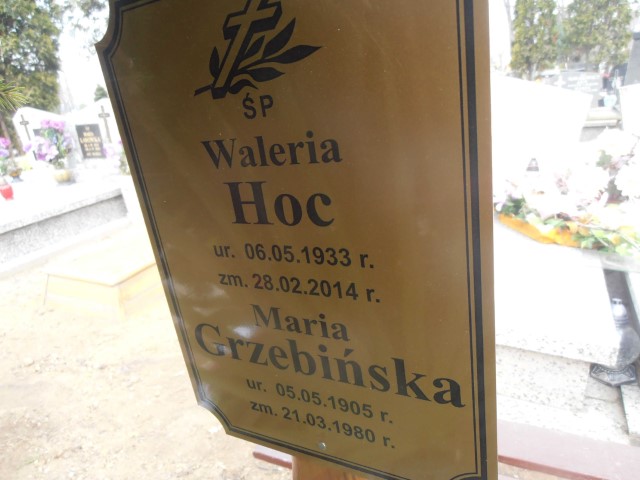 ŚP
Waleria
Hoc
ur. 06.05.1933 r.
zm. 28.02.2014 r.
Maria
Grzebińska
ur. 05.05.1905 r.
zm. 21.03.1980 r.